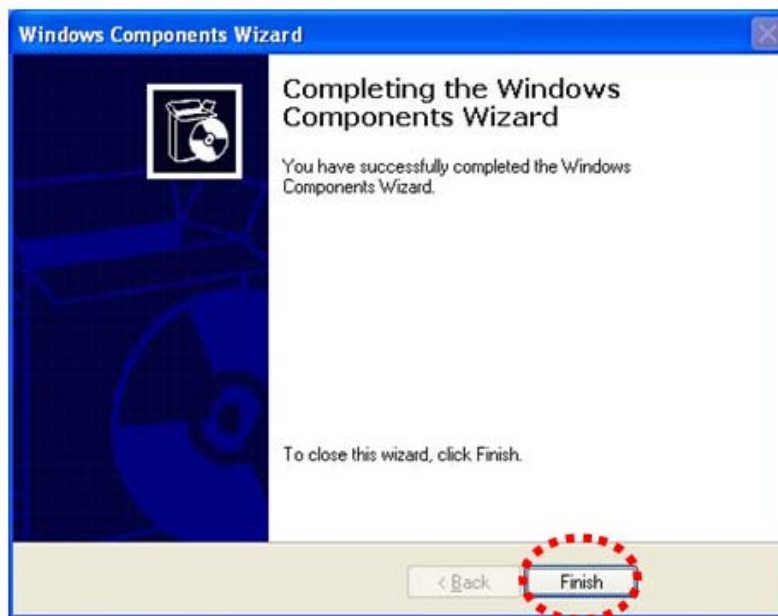 Windows Components Wizard
Completing the Windows
Components Wizard
You have successfully completed the Windows
Components Wizard.
To close this wizard, click Finish.
< Back
Finish